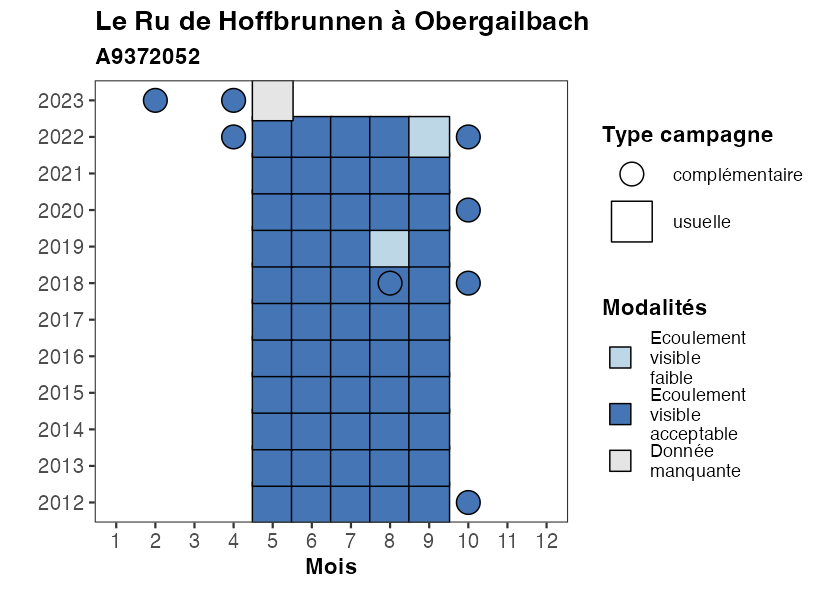 Le Ru de Hoffbrunnen à Obergailbach
A9372052
2023
2022
2021
2020
2019
2018
2017
2016
2015
2014
2013
2012
1 2 3 4 5 6 7 8 9 10 11 12
Mois
Type campagne
complémentaire
usuelle
Modalités
Ecoulement
visible
faible
Ecoulement
visible
acceptable
Donnée
manquante